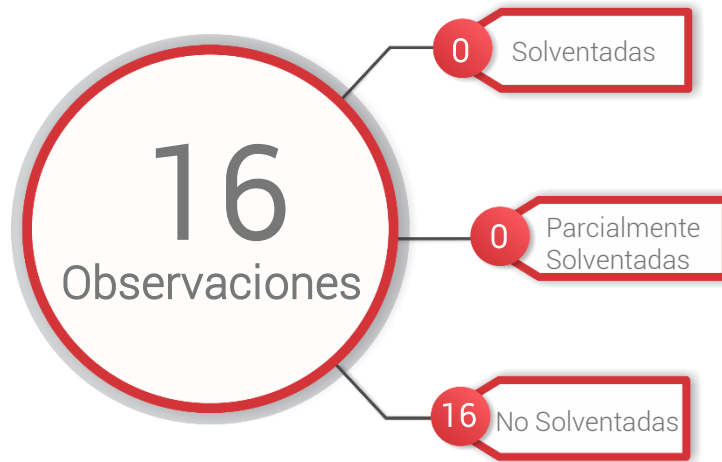 16
Observaciones
0
Solventadas
0
Parcialmente
Solventadas
16
No Solventadas